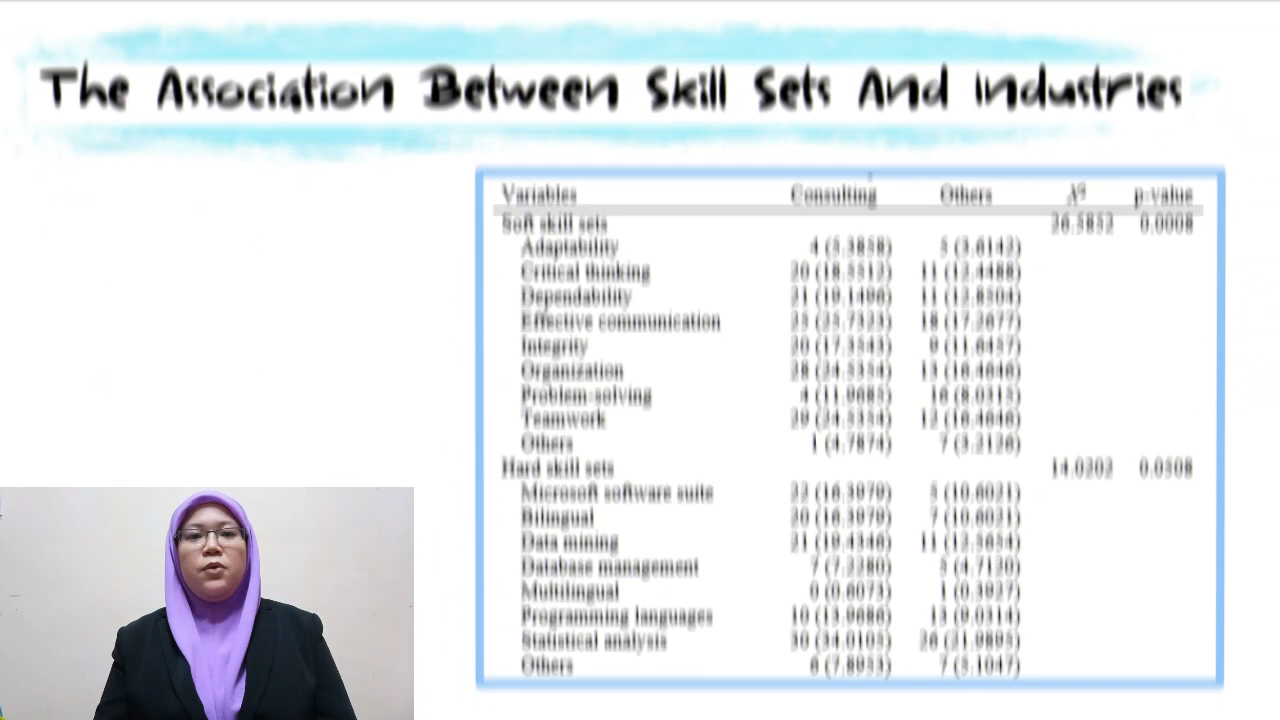 The Association Between Skill Sets And Industries
Variables Consulting Others X² p-value
Soft skill sets 26.5852 0.0008
Adaptability 4 (5.3858) 5 (3.6142)
Critical thinking 20 (18.5512) 11 (12.4488)
Dependability 21 (19.1496) 11 (12.8504)
Effective communication 18 (17.2677)
Integrity 20 (17.3543) 9 (11.6457)
Organization 28 (24.5354) 13 (16.4646)
Problem-solving 4 (11.9685) 16 (8.0315)
Teamwork 29 (24.5354) 12 (16.4646)
Others 1 (4.7874) 7 (3.2126)
Hard skill sets 14.0202 0.0508
Microsoft software suite 22 (16.3979) 5 (10.6021)
Bilingual 20 (16.3979) 7 (10.6021)
Data mining 21 (19.4346) 11 (12.5654)
Database management 7 (7.2880) 5 (4.7120)
Multilingual 0 (0.6073) 1 (0.3927)
Programming languages 10 (13.9686) 13 (9.0314)
Statistical analysis 30 (34.0105) 26 (21.9895)
Others 6 (7.8953) 7 (5.1047)